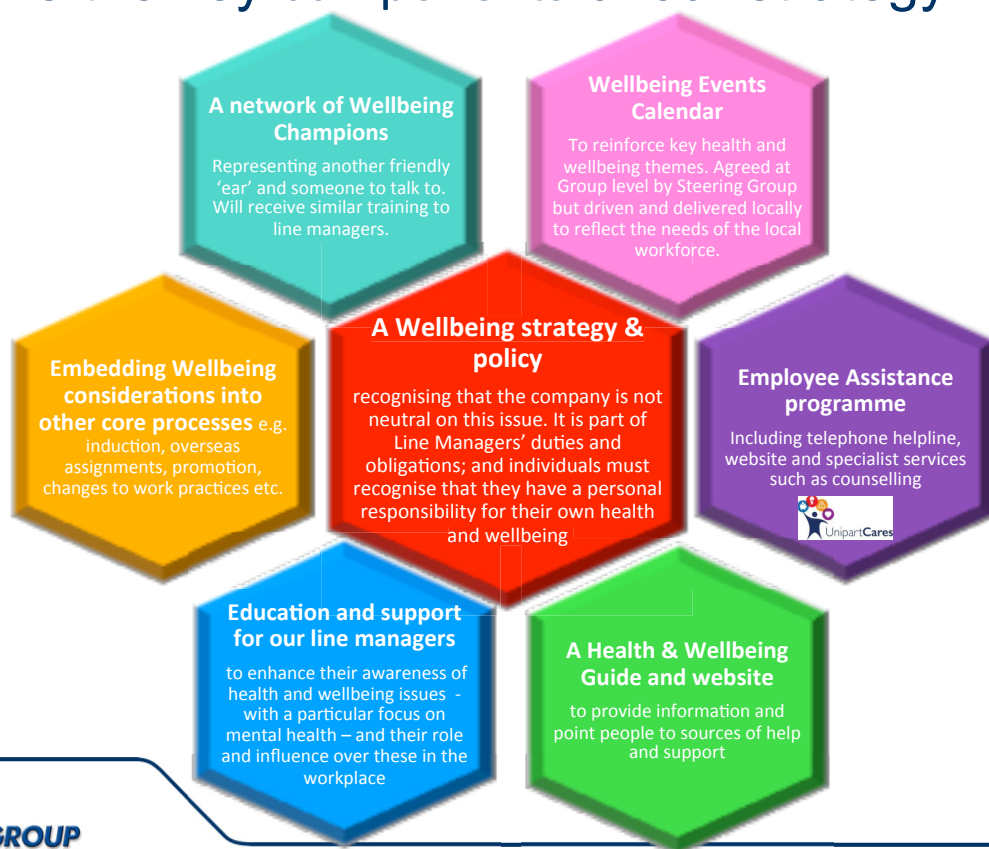 A network of Wellbeing
Champions
Representing another friendly
‘ear’ and someone to talk to.
Will receive similar training to
line managers.
Wellbeing Events
Calendar
To reinforce key health and
wellbeing themes. Agreed at
Group level by Steering Group
but driven and delivered locally
to reflect the needs of the local
workforce.
Embedding Wellbeing
considerations into
other core processes e.g.
induction, overseas
assignments, promotion,
changes to work practices etc.
A Wellbeing strategy &
policy
recognising that the company is not
neutral on this issue. It is part of
Line Managers’ duties and
obligations; and individuals must
recognise that they have a personal
responsibility for their own health
and wellbeing
Employee Assistance
programme
Including telephone helpline,
website and specialist services
such as counselling
UnipartCares
Education and support
for our line managers
to enhance their awareness of
health and wellbeing issues -
with a particular focus on
mental health – and their role
and influence over these in the
workplace
A Health & Wellbeing
Guide and website
to provide information and
point people to sources of help
and support
GROUP